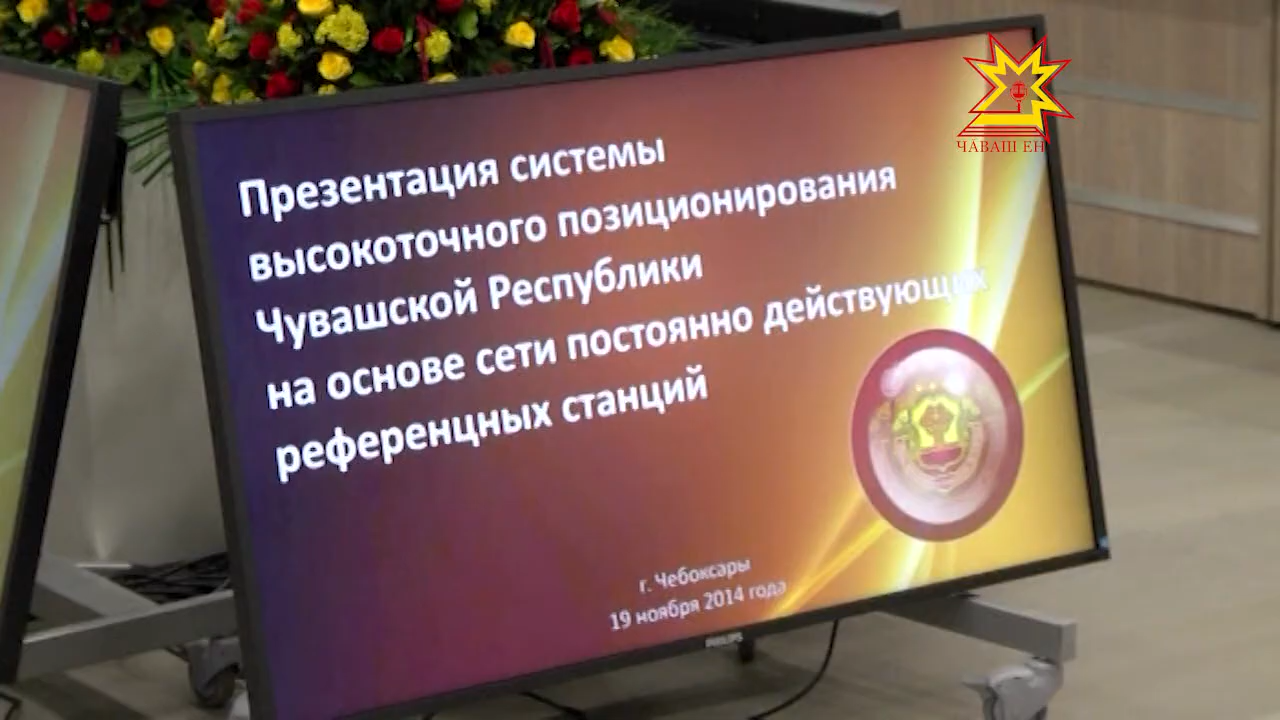 Презентация системы
высокоточного позиционирования
Чувашской Республики
на основе сети постоянно действующих
референцных станций
г. Чебоксары
19 ноября 2014 года
PHILIPS
ЧĂВАШ ЕН